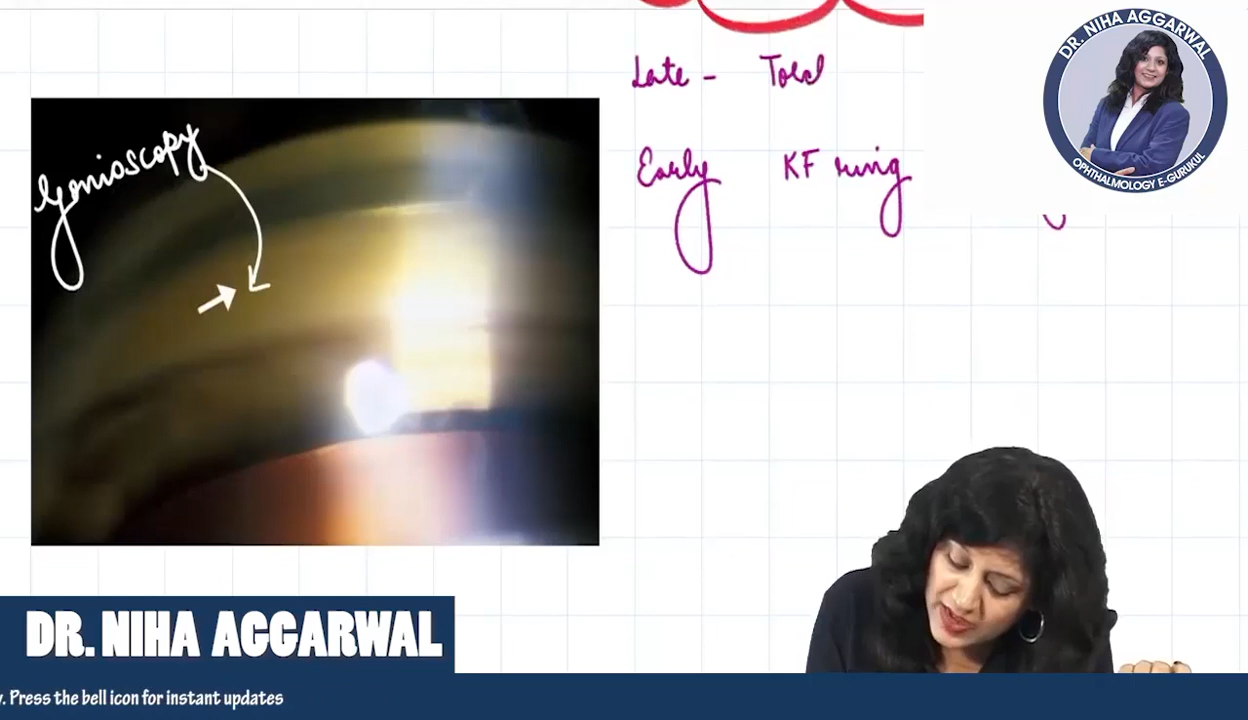 Late - Total
Early KF ring
Gonioscopy
DR. NIHA AGGARWAL
OPHTHALMOLOGY E-GURUKUL
DR. NIHA AGGARWAL
. Press the bell icon for instant updates